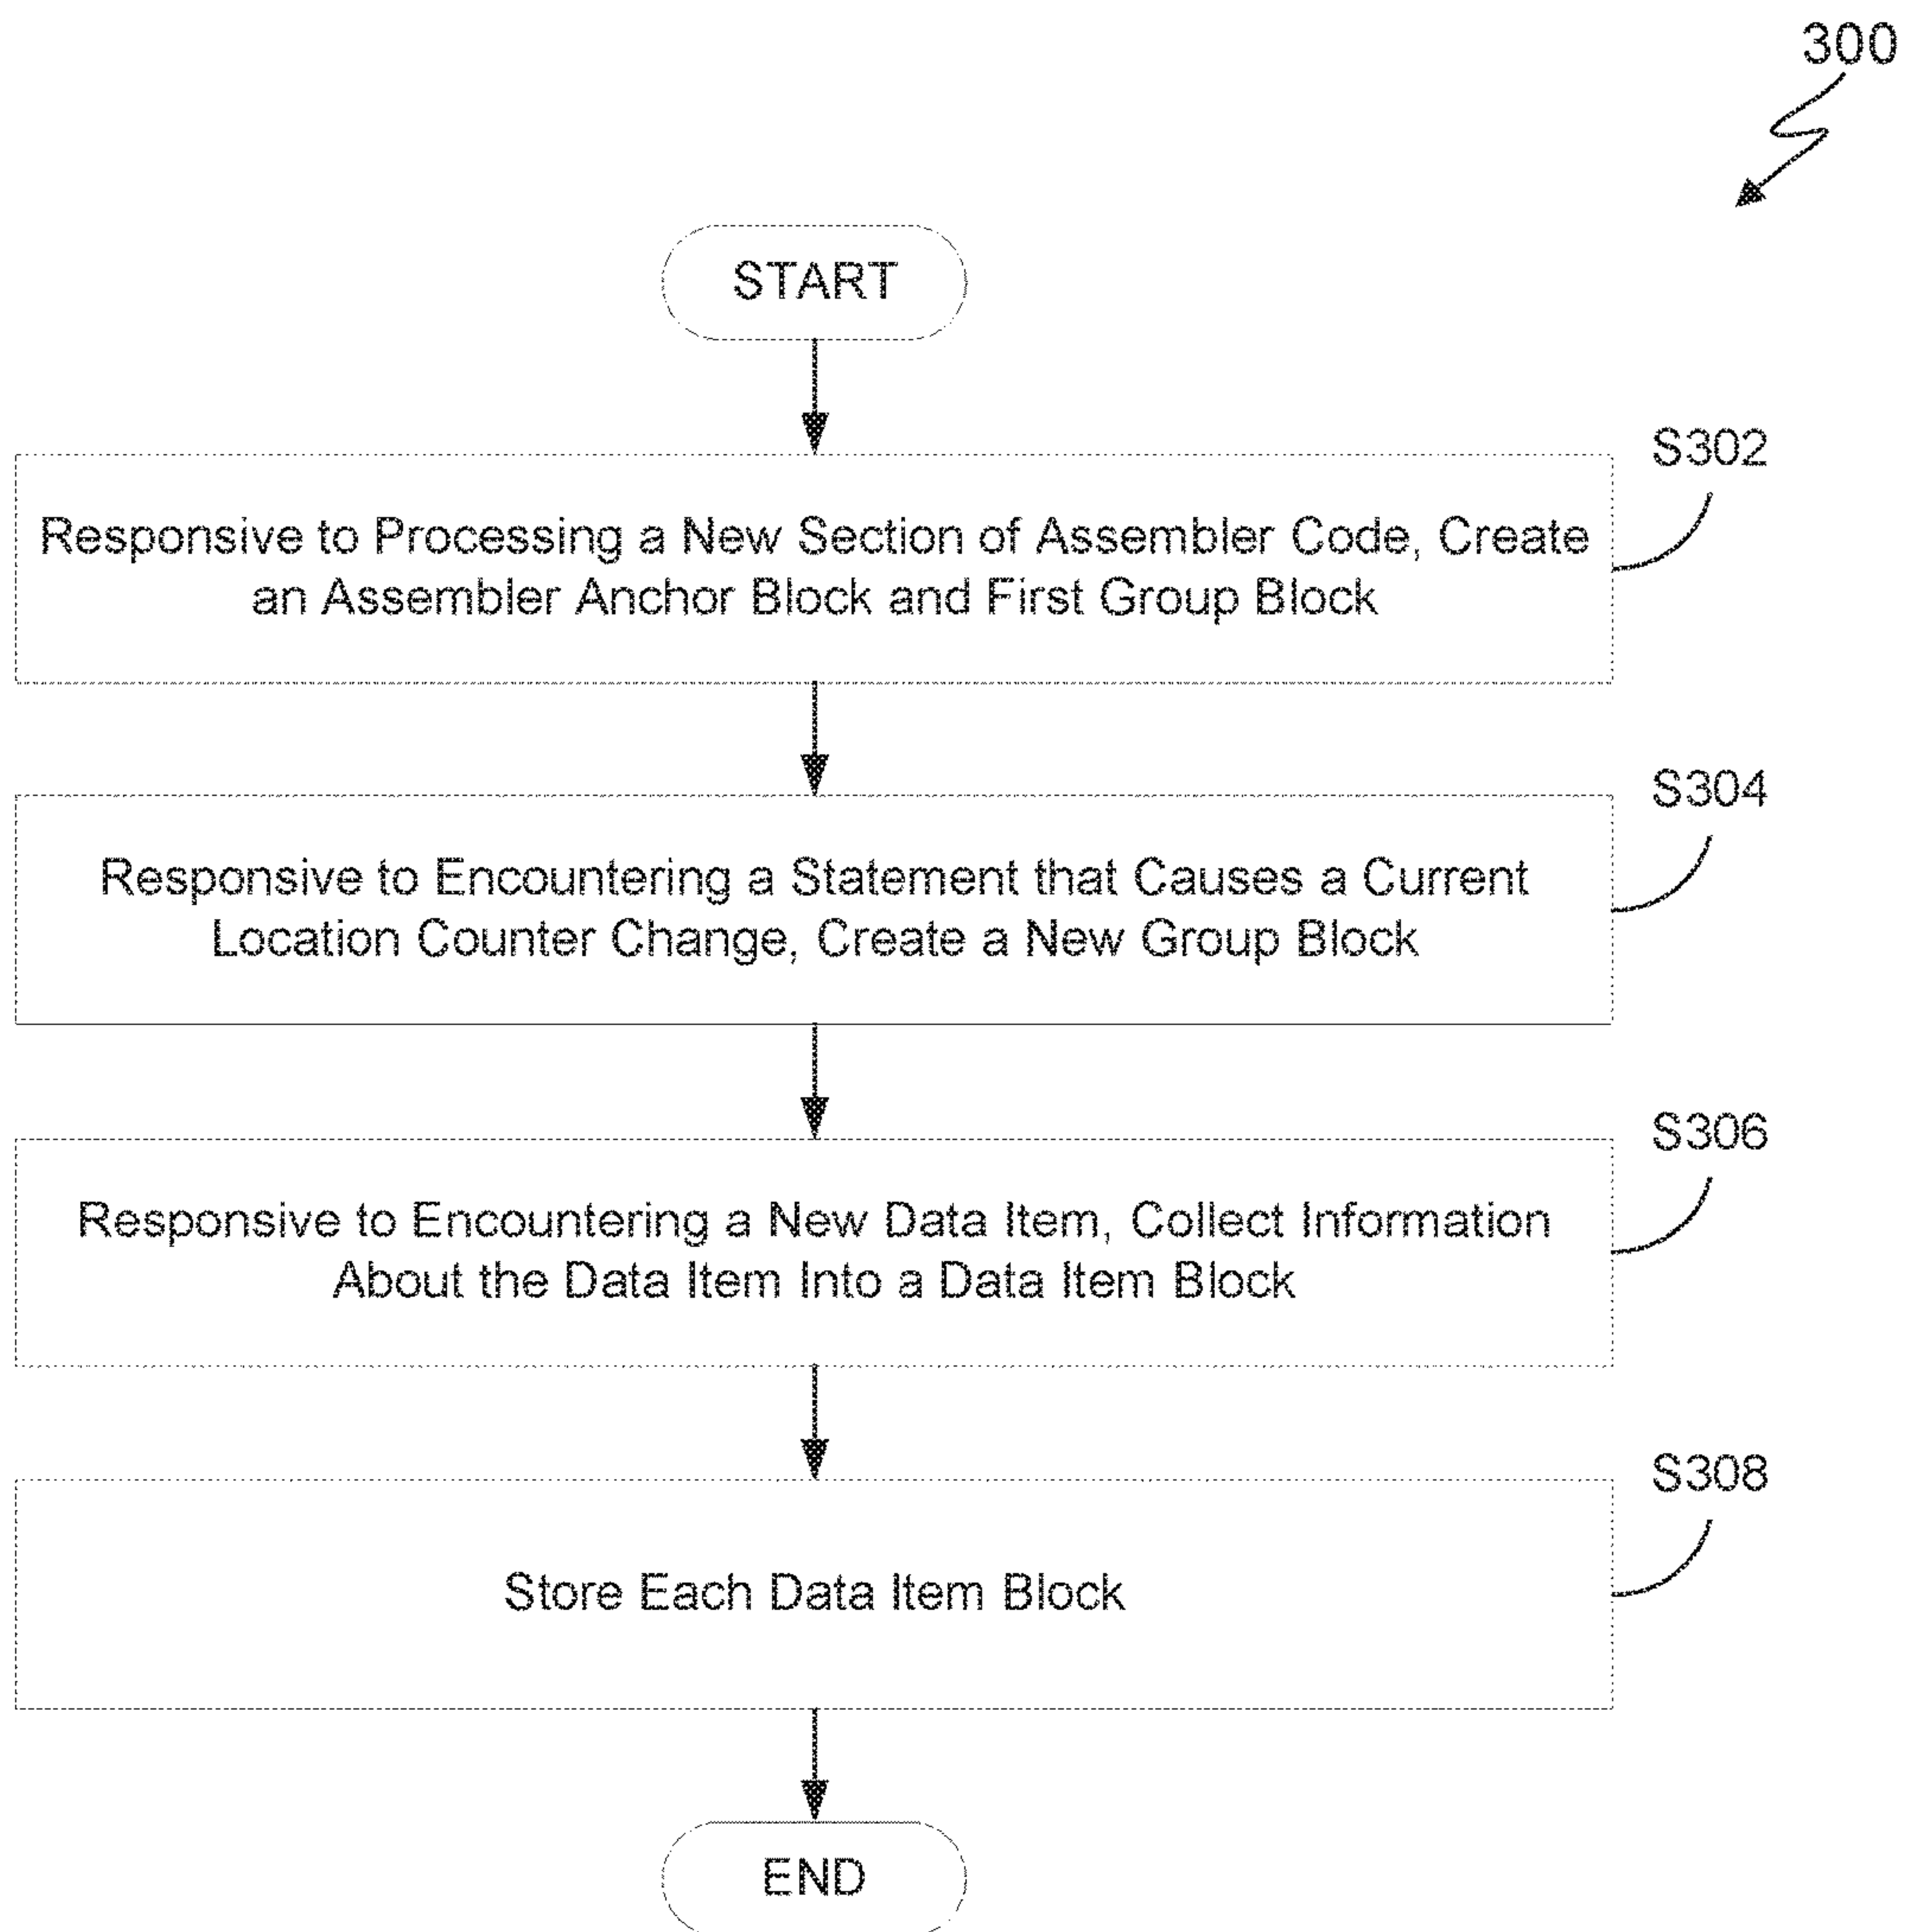 300
START
S302
Responsive to Processing a New Section of Assembler Code, Create
an Assembler Anchor Block and First Group Block
S304
Responsive to Encountering a Statement that Causes a Current
Location Counter Change, Create a New Group Block
S306
Responsive to Encountering a New Data Item, Collect Information
About the Data Item Into a Data Item Block
S308
Store Each Data Item Block
END